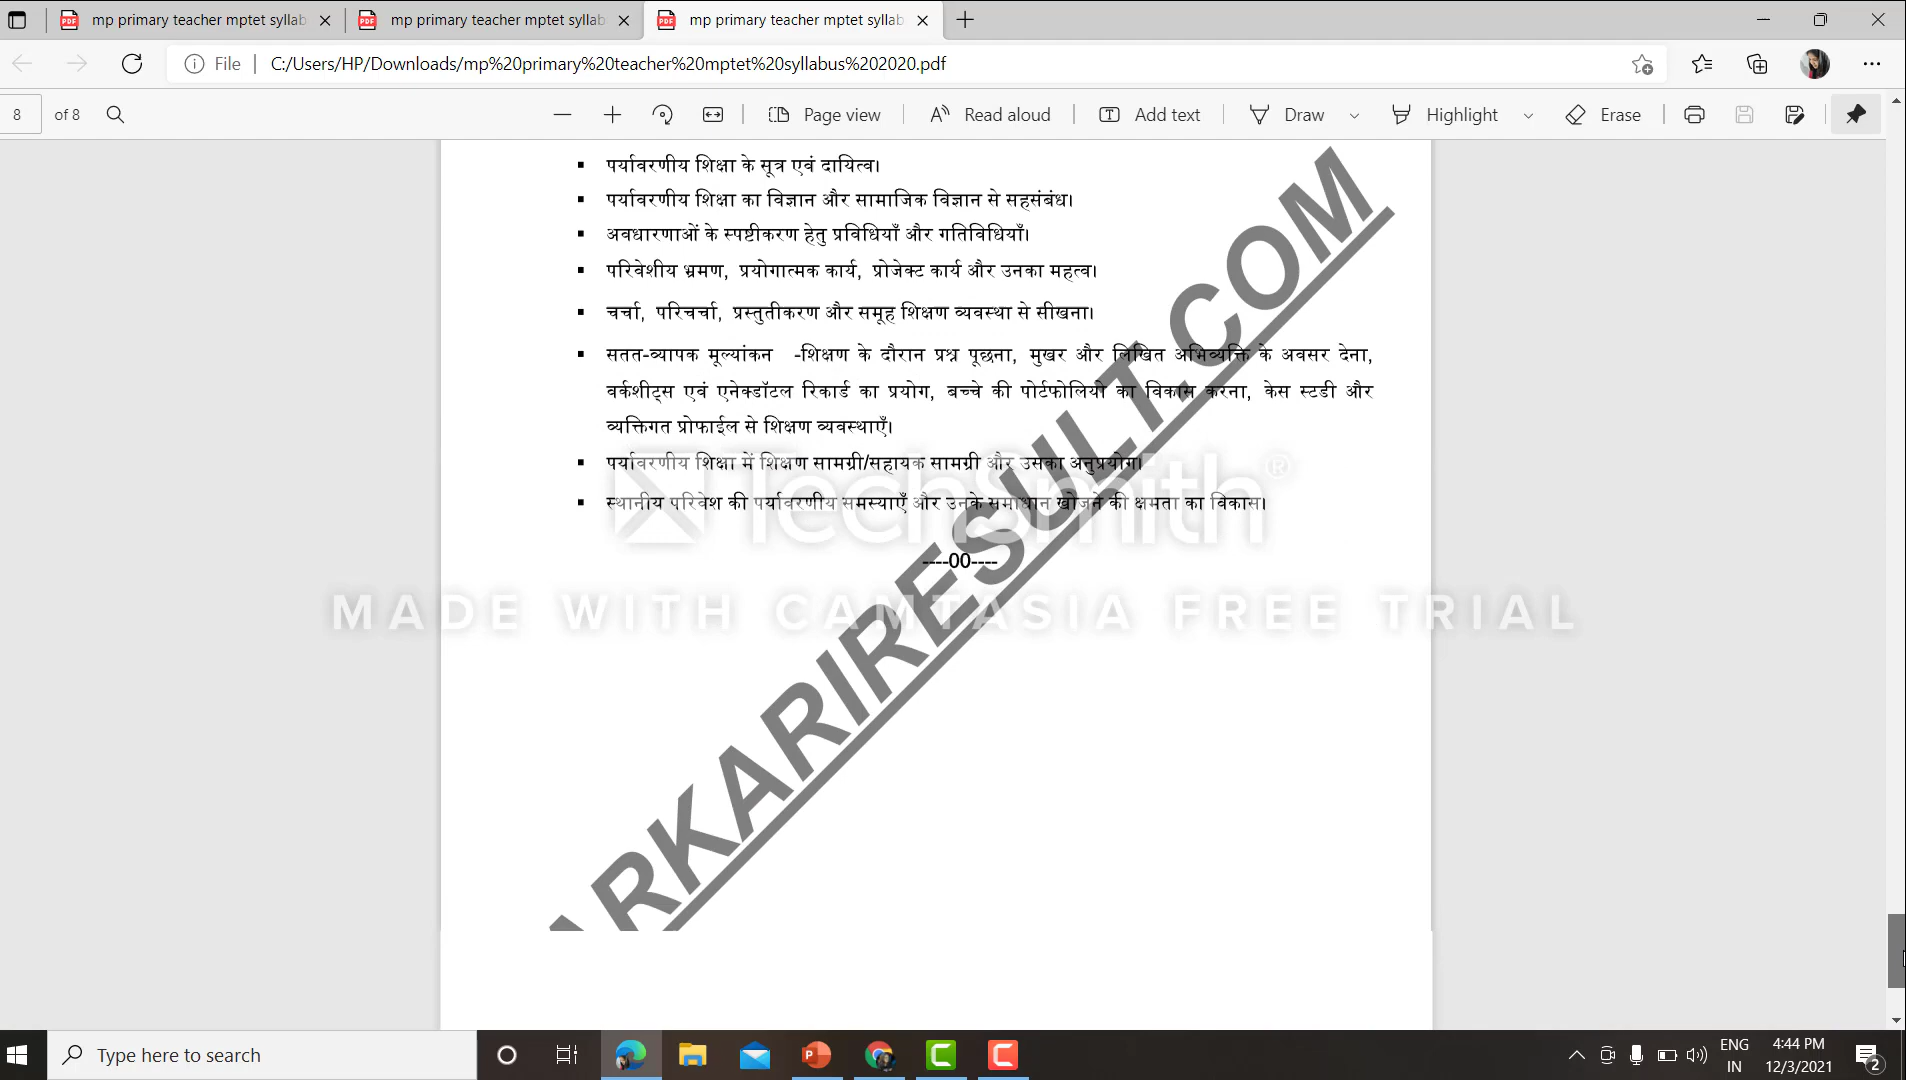 mp primary teacher mptet syllab
mp primary teacher mptet syllab
mp primary teacher mptet syllab
File
C:/Users/HP/Downloads/mp%20primary%20teacher%20mptet%20syllabus%202020.pdf
8 of 8
Page view
Read aloud
Add text
Draw
Highlight
Erase
▪ पर्यावरणीय शिक्षा के सूत्र एवं दायित्व।
▪ पर्यावरणीय शिक्षा का विज्ञान और सामाजिक विज्ञान से सहसंबंध।
▪ अवधारणाओं के स्पष्टीकरण हेतु प्रविधियाँ और गतिविधियाँ।
▪ परिवेशीय भ्रमण, प्रयोगात्मक कार्य, प्रोजेक्ट कार्य और उनका महत्व।
▪ चर्चा, परिचर्चा, प्रस्तुतीकरण और समूह शिक्षण व्यवस्था से सीखना।
▪ सतत-व्यापक मूल्यांकन -शिक्षण के दौरान प्रश्न पूछना, मुखर और लिखित अभिव्यक्ति के अवसर देना,
वर्कशीट्स एवं एनेक्डॉटल रिकार्ड का प्रयोग, बच्चे की पोर्टफोलियो का विकास करना, केस स्टडी और
व्यक्तिगत प्रोफाईल से शिक्षण व्यवस्थाएँ।
▪ पर्यावरणीय शिक्षा में शिक्षण सामग्री/सहायक सामग्री और उसका अनुप्रयोग।
▪ स्थानीय परिवेश की पर्यावरणीय समस्याएँ और उनके समाधान खोजने की क्षमता का विकास।
----00----
ARKARIRESULT.COM
TechSmith®
MADE WITH CAMTASIA FREE TRIAL
Type here to search
ENG
IN
4:44 PM
12/3/2021
2